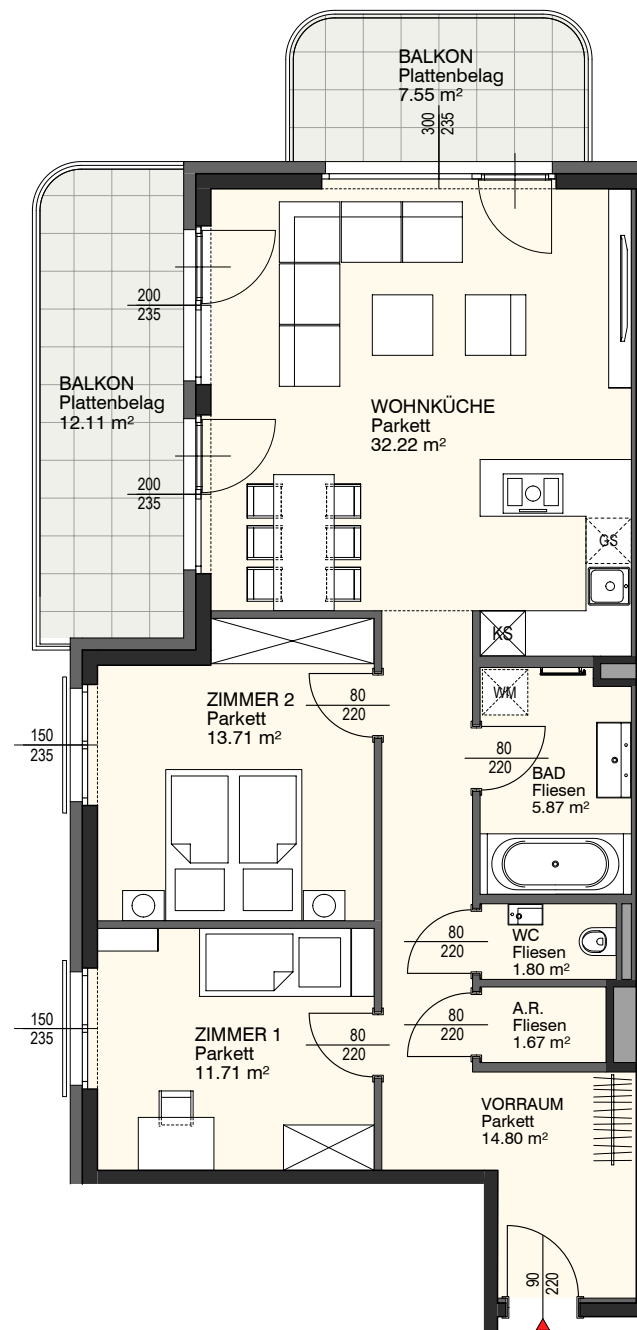 BALKON
Plattenbelag
7.55 m²
300
235
200
235
BALKON
Plattenbelag
12.11 m²
WOHNKÜCHE
Parkett
32.22 m²
200
235
GS
KS
ZIMMER 2
Parkett
13.71 m²
80
220
WM
150
235
80
220
BAD
Fliesen
5.87 m²
80
220
WC
Fliesen
1.80 m²
150
235
ZIMMER 1
Parkett
11.71 m²
80
220
80
220
A.R.
Fliesen
1.67 m²
VORRAUM
Parkett
14.80 m²
90
220